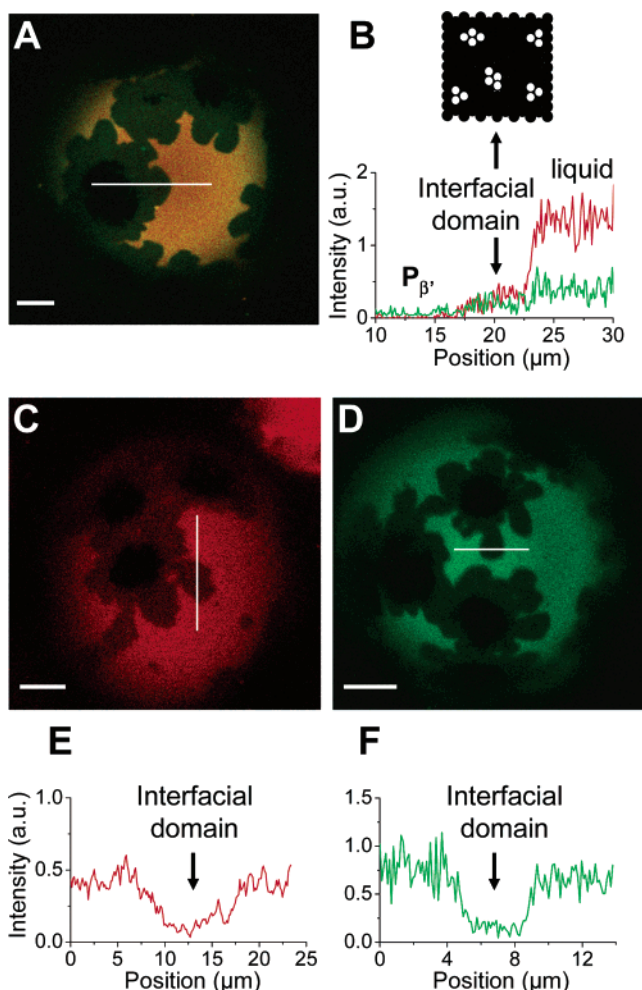 A
B
liquid
Interfacial
domain
Pβ'
Intensity (a.u.)
2
1
0
10 15 20 25 30
Position (µm)
C
D
E
F
Interfacial
domain
Intensity (a.u.)
1.0
0.5
0.0
0 5 10 15 20 25
Position (µm)
Interfacial
domain
1.5
1.0
0.5
0.0
0 4 8 12
Position (µm)